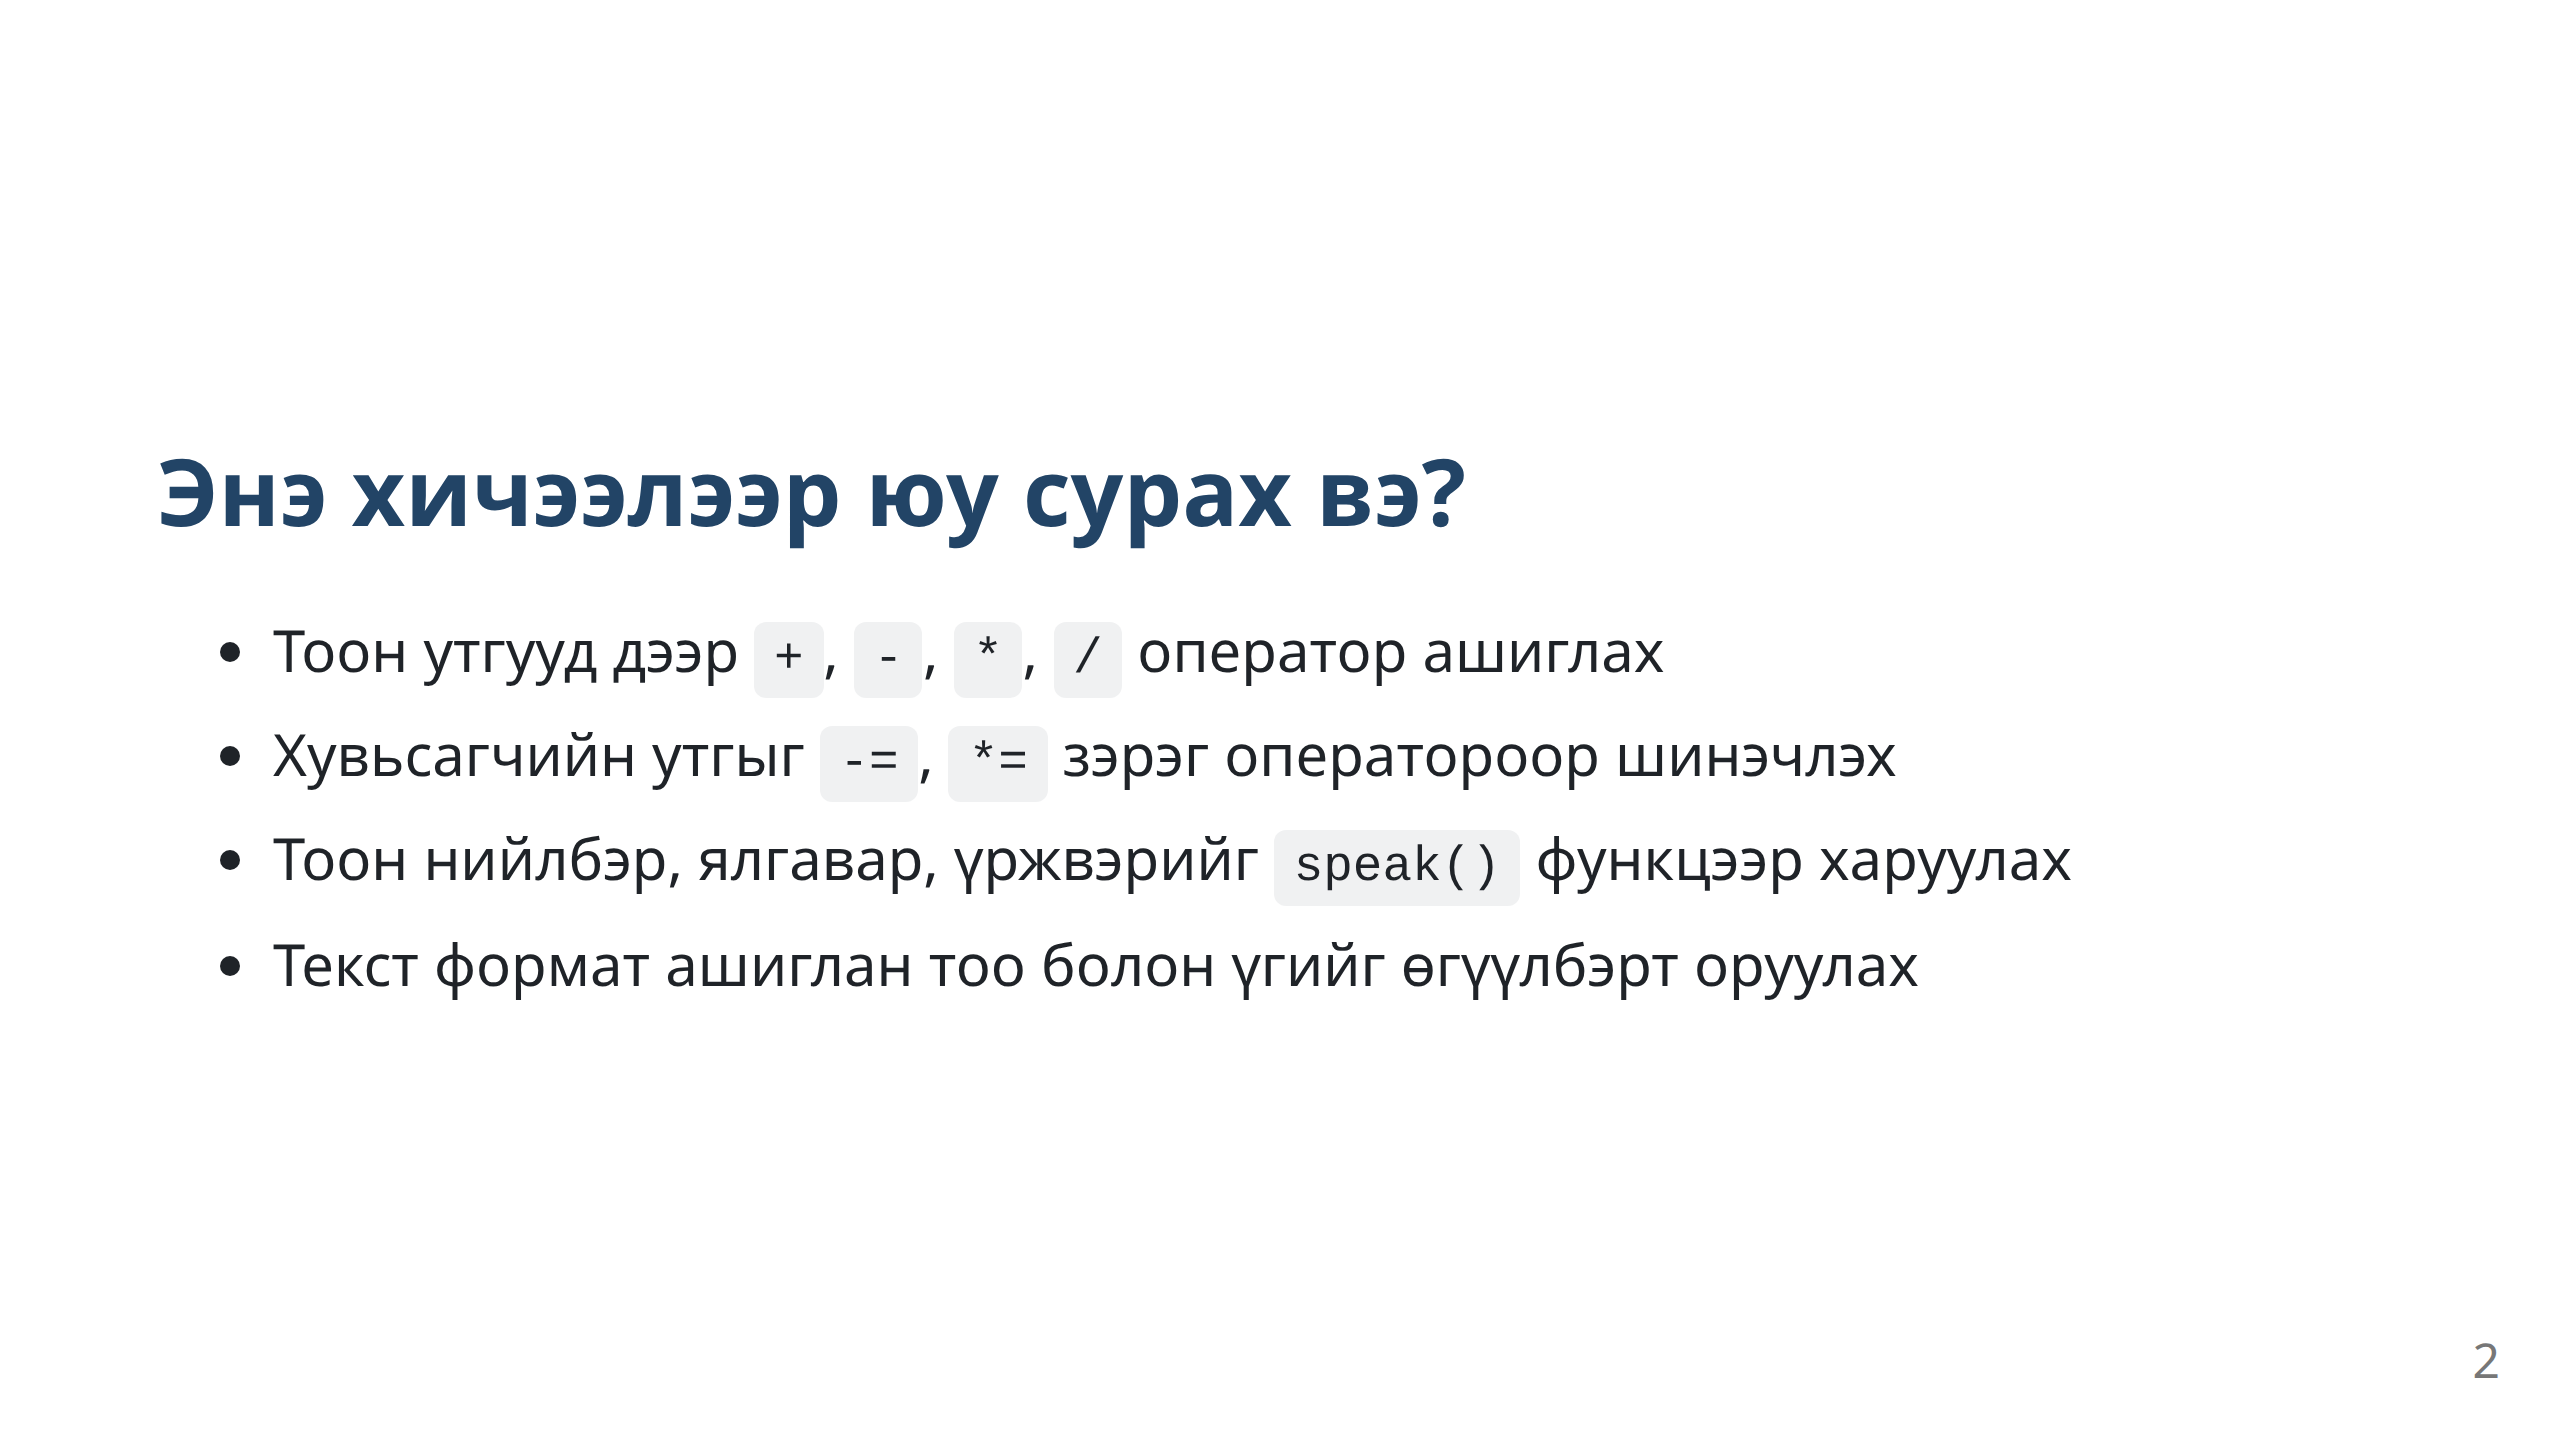 Энэ хичээлээр юу сурах вэ?
• Тоон утгууд дээр +, -, *, / оператор ашиглах
• Хувьсагчийн утгыг -=, *= зэрэг оператороор шинэчлэх
• Тоон нийлбэр, ялгавар, үржвэрийг speak() функцээр харуулах
• Текст формат ашиглан тоо болон үгийг өгүүлбэрт оруулах
2